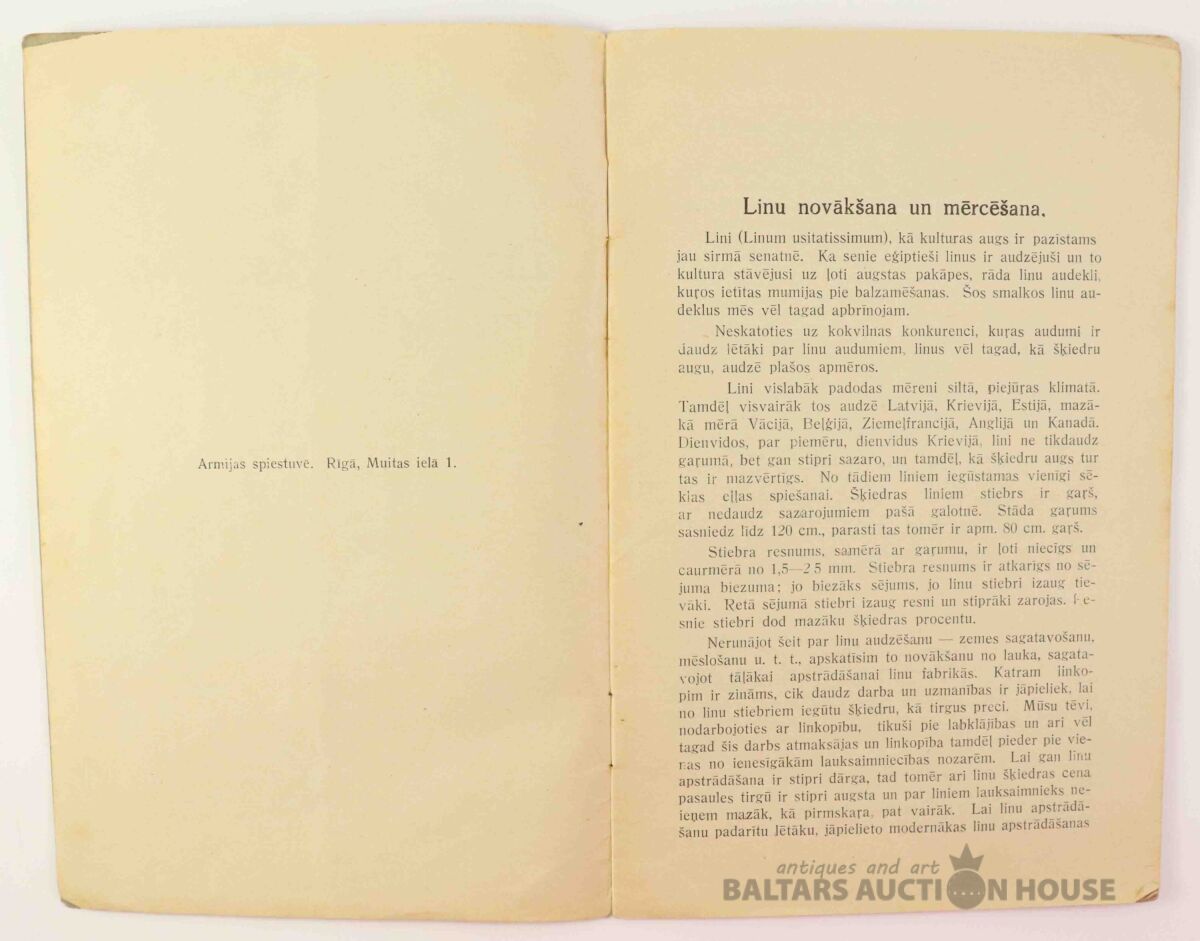 Armijas spiestuvē. Rīgā, Muitas ielā 1.
Linu novākšana un mērcēšana.
Lini (Linum usitatissimum), kā kulturas augs ir pazīstams
jau sirmā senatnē. Ka senie eģiptieši linus ir audzējuši un to
kultura stāvējusi uz ļoti augstas pakāpes, rāda linu audekli,
kuŗos ietītas mumijas pie balzamēšanas. Šos smalkos linu au-
deklus mēs vēl tagad apbrīnojam.
Neskatoties uz kokvilnas konkurenci, kuŗas audumi ir
daudz lētāki par linu audumiem, linus vēl tagad, kā šķiedru
augu, audzē plašos apmēros.
Lini vislabāk padodas mēreni siltā, piejūŗas klimatā.
Tamdēļ visvairāk tos audzē Latvijā, Krievijā, Estijā, mazā-
kā mērā Vācijā, Beļģijā, Ziemeļfrancijā, Anglijā un Kanadā.
Dienvidos, par piemēru, dienvidus Krievijā, lini ne tikdaudz
gaŗumā, bet gan stipri sazaro, un tamdēļ, kā šķiedru augs tur
tas ir mazvērtīgs. No tādiem liniem iegūstamas vienīgi sē-
klas eļļas spiešanai. Šķiedras liniem stiebrs ir gaŗš,
ar nedaudz sazarojumiem pašā galotnē. Stāda gaŗums
sasniedz līdz 120 cm., parasti tas tomēr ir apm. 80 cm. gaŗš.
Stiebra resnums, samērā ar gaŗumu, ir ļoti niecīgs un
caurmērā no 1,5—2 5 mm. Stiebra resnums ir atkarīgs no sē-
juma biezuma; jo biezāks sējums, jo linu stiebri izaug tie-
vāki. Retā sējumā stiebri izaug resni un stiprāki zarojas. Re-
snie stiebri dod mazāku šķiedras procentu.
Nerunājot šeit par linu audzēšanu — zemes sagatavošanu,
mēslošanu u. t. t., apskatīsim to novākšanu no lauka, sagata-
vojot tāļākai apstrādāšanai linu fabrikās. Katram linko-
pim ir zināms, cik daudz darba un uzmanības ir jāpieliek, lai
no linu stiebriem iegūtu šķiedru, kā tirgus preci. Mūsu tēvi,
nodarbojoties ar linkopību, tikuši pie labklājības un ari vēl
tagad šis darbs atmaksājas un linkopība tamdēļ pieder pie vie-
nas no ienesīgākām lauksaimniecības nozarēm. Lai gan linu
apstrādāšana ir stipri dārga, tad tomēr ari linu šķiedras cena
pasaules tirgū ir stipri augsta un par liniem lauksaimnieks ne-
ieņem mazāk, kā pirmskaŗa, pat vairāk. Lai linu apstrādā-
šanu padarītu lētāku, jāpielieto modernākas linu apstrādāšanas
antiques and art
BALTARS AUCTION HOUSE